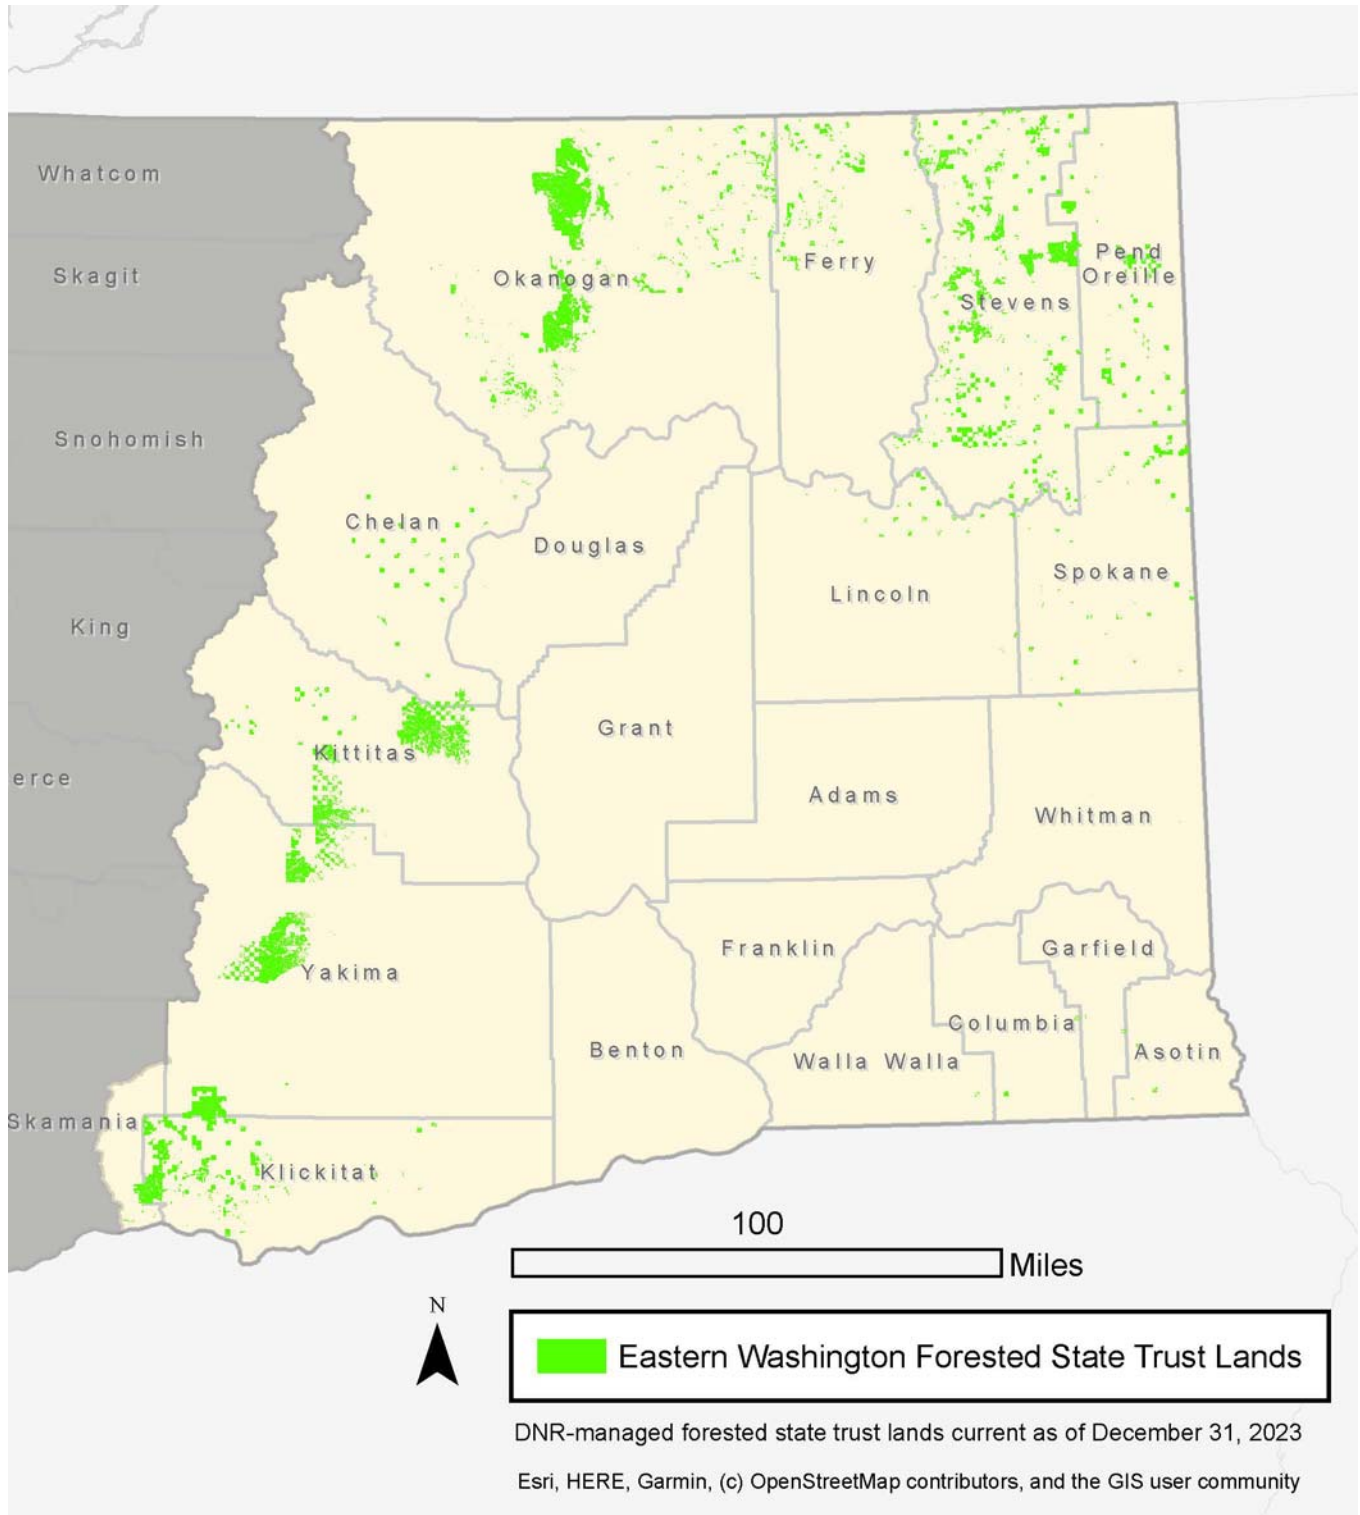 Whatcom
Skagit
Okanogan
Ferry
Pend
Oreille
Stevens
Snohomish
Chelan
Douglas
Lincoln
Spokane
King
Grant
Kittitas
erce
Adams
Whitman
Franklin
Garfield
Yakima
Columbia
Benton
Walla Walla
Asotin
Skamania
Klickitat
100
Miles
N
Eastern Washington Forested State Trust Lands
DNR-managed forested state trust lands current as of December 31, 2023
Esri, HERE, Garmin, (c) OpenStreetMap contributors, and the GIS user community